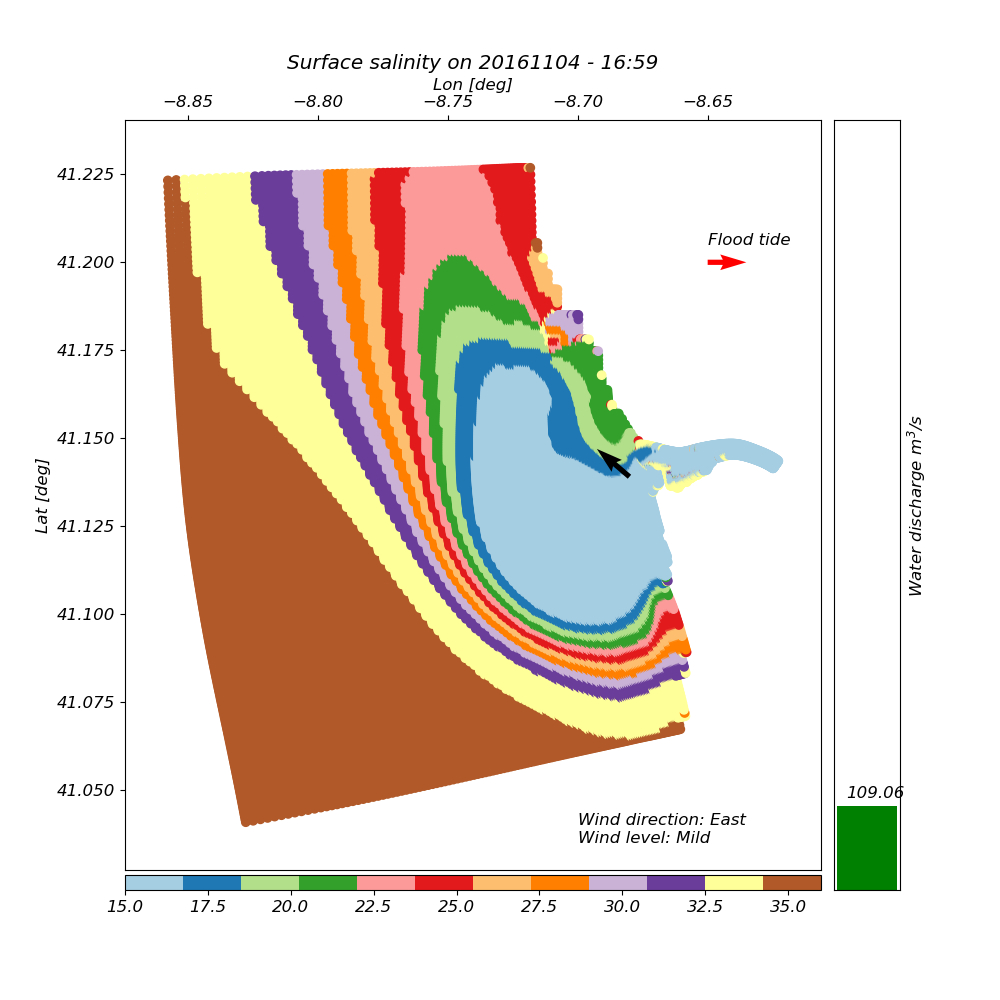 Surface salinity on 20161104 - 16:59
Lon [deg]
−8.85 −8.80 −8.75 −8.70 −8.65
41.225
41.200
41.175
41.150
41.125
41.100
41.075
41.050
Lat [deg]
Flood tide
Wind direction: East
Wind level: Mild
Water discharge m³/s
109.06
15.0 17.5 20.0 22.5 25.0 27.5 30.0 32.5 35.0